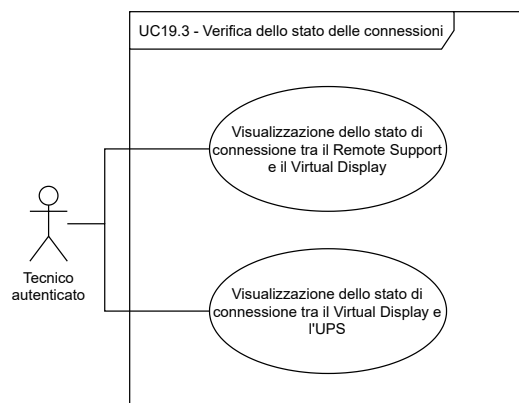 UC19.3 - Verifica dello stato delle connessioni
Visualizzazione dello stato di
connessione tra il Remote Support
e il Virtual Display
Tecnico
autenticato
Visualizzazione dello stato di
connessione tra il Virtual Display e
l'UPS